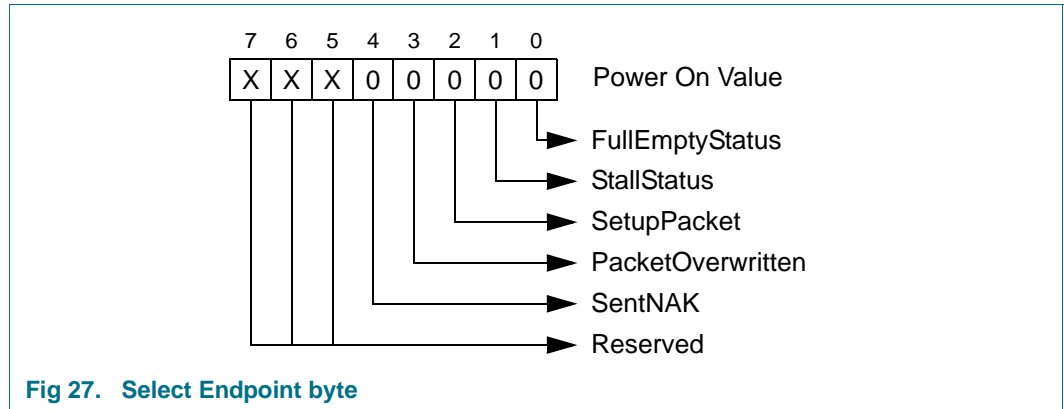 7 6 5 4 3 2 1 0
X X X 0 0 0 0 0 Power On Value
FullEmptyStatus
StallStatus
SetupPacket
PacketOverwritten
SentNAK
Reserved
Fig 27. Select Endpoint byte